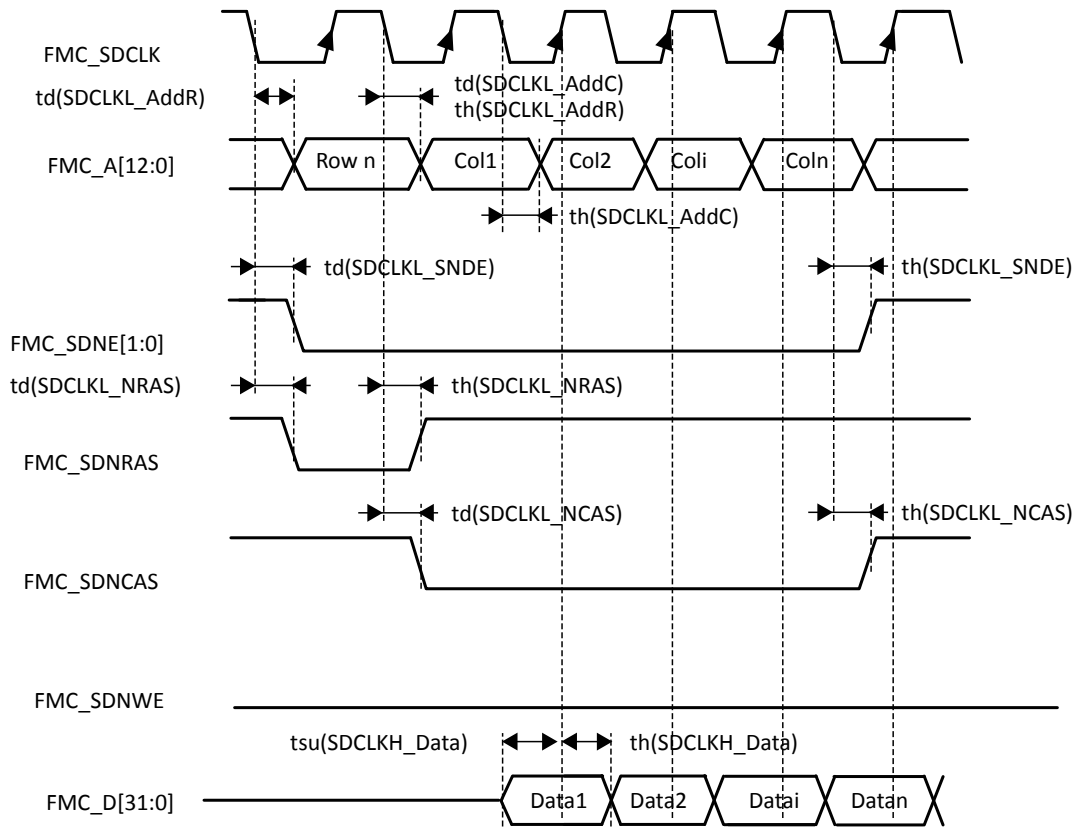 FMC_SDCLK
td(SDCLKL_AddR)
td(SDCLKL_AddC)
th(SDCLKL_AddR)
FMC_A[12:0]
Row n
Col1
Col2
Coli
Coln
th(SDCLKL_AddC)
td(SDCLKL_SNDE)
th(SDCLKL_SNDE)
FMC_SDNE[1:0]
td(SDCLKL_NRAS)
th(SDCLKL_NRAS)
FMC_SDNRAS
td(SDCLKL_NCAS)
th(SDCLKL_NCAS)
FMC_SDNCAS
FMC_SDNWE
tsu(SDCLKH_Data)
th(SDCLKH_Data)
FMC_D[31:0]
Data1
Data2
Datai
Datan